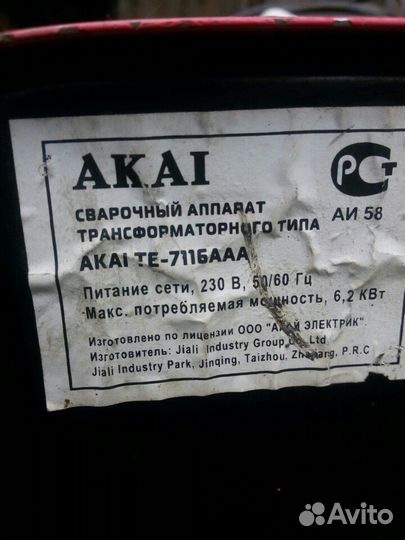 AKAI
РСТ
СВАРОЧНЫЙ АППАРАТ
ТРАНСФОРМАТОРНОГО ТИПА
АИ 58
AKAI TE-7116AAA
Питание сети, 230 В, 50/60 Гц
Макс. потребляемая мощность, 6,2 КВт
Изготовлено по лицензии ООО "АКАЙ ЭЛЕКТРИК".
Изготовитель: Jiali Industry Group Co., Ltd
Jiali Industry Park, Jinqing, Taizhou, Zhejiang, P.R.C
Avito